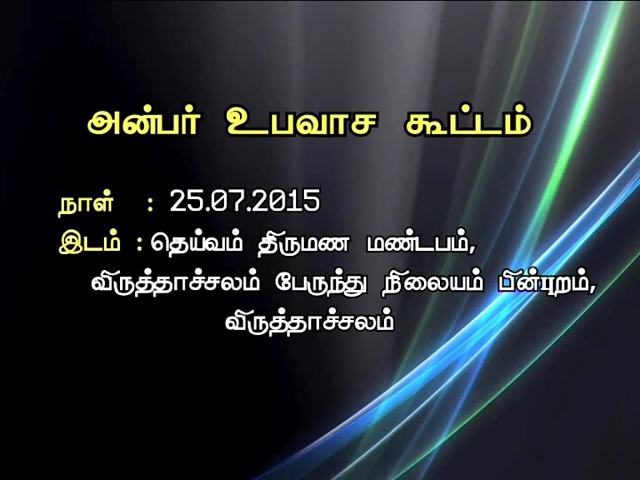 அன்பர் உபவாச கூட்டம்
நாள் : 25.07.2015
இடம் : தெய்வம் திருமண மண்டபம்,
விருத்தாச்சலம் பேருந்து நிலையம் பின்புறம்,
விருத்தாச்சலம்